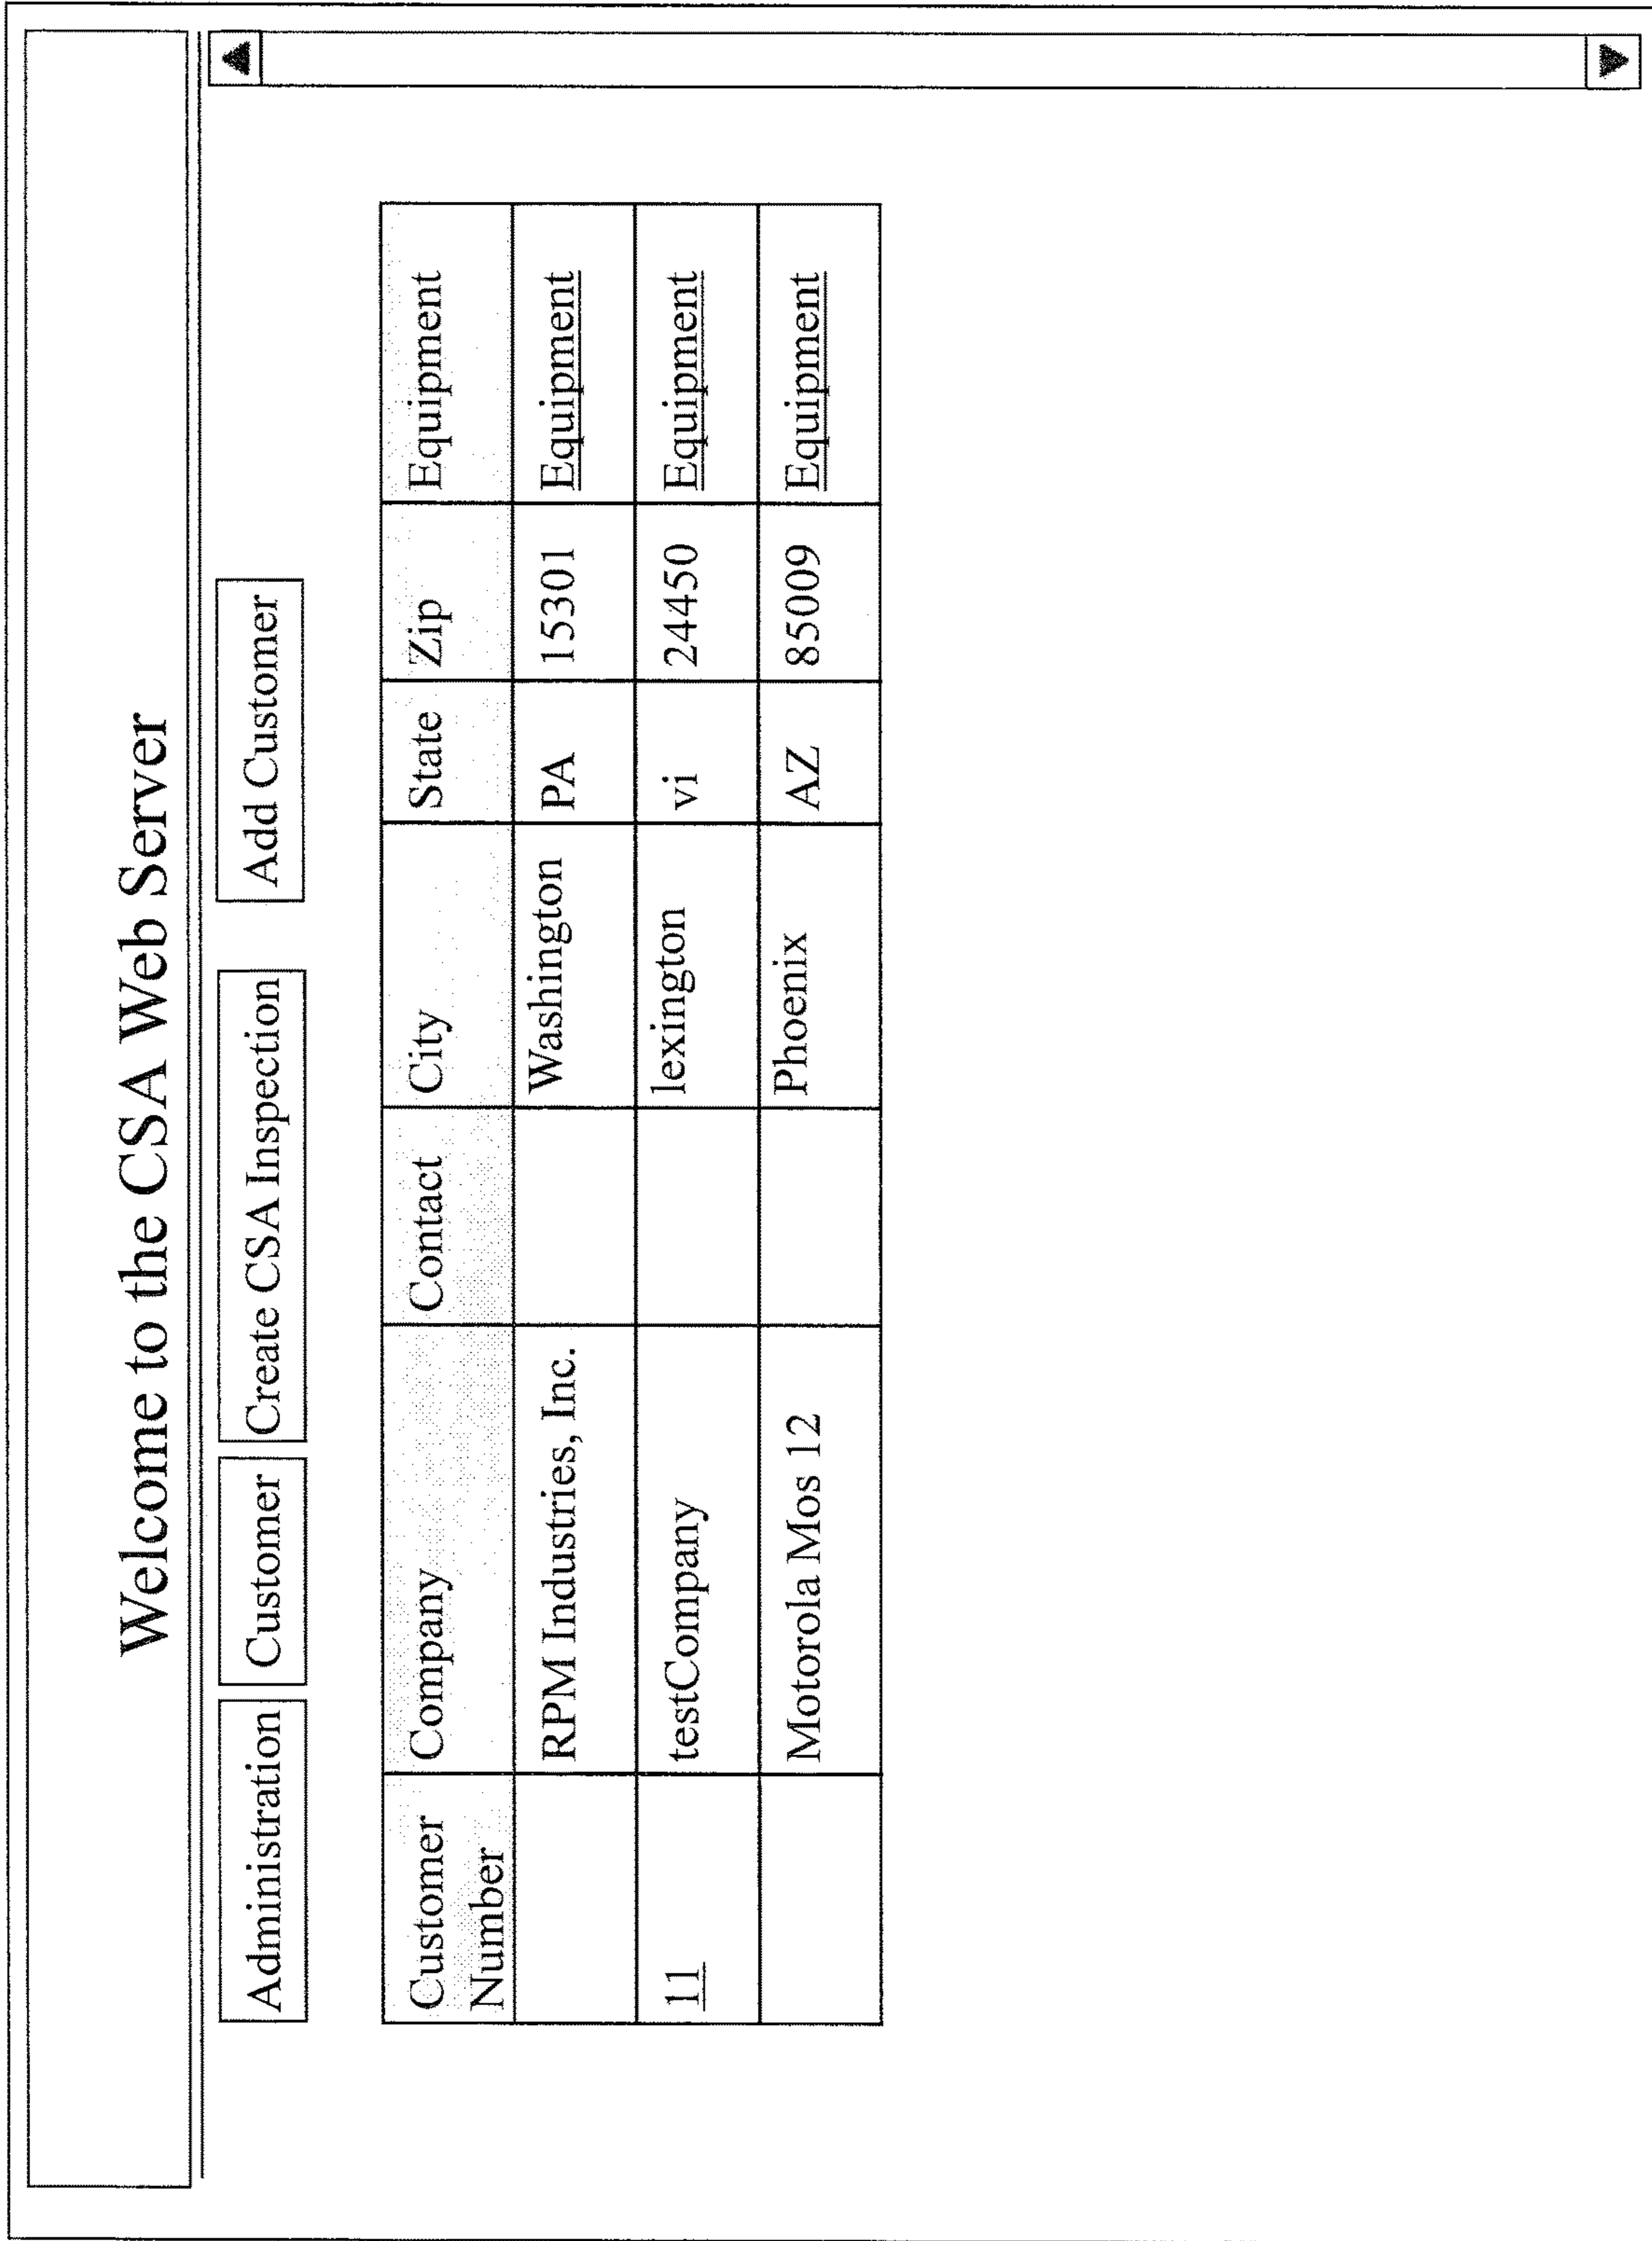 Welcome to the CSA Web Server
Administration Customer Create CSA Inspection Add Customer
Customer Number Company Contact City State Zip Equipment
RPM Industries, Inc. Washington PA 15301 Equipment
11 testCompany lexington vi 24450 Equipment
Motorola Mos 12 Phoenix AZ 85009 Equipment